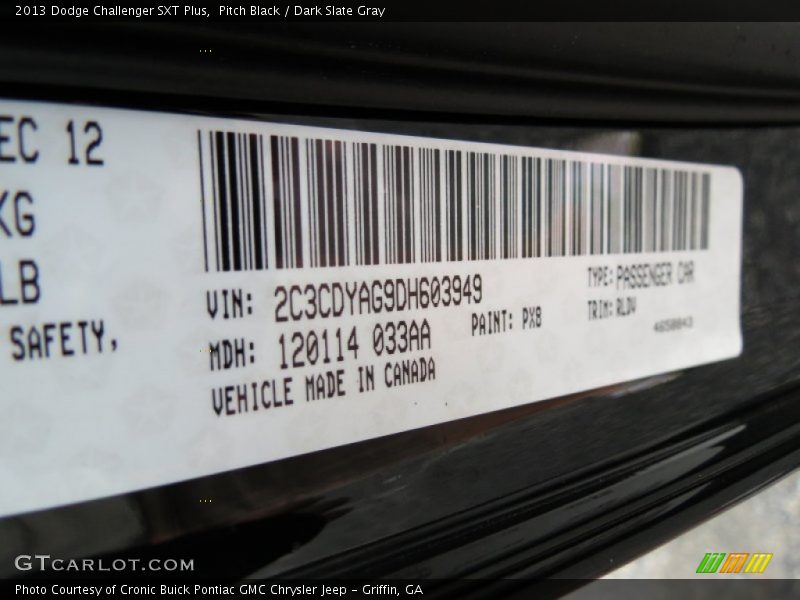 2013 Dodge Challenger SXT Plus, Pitch Black / Dark Slate Gray
EC 12
KG
LB
SAFETY,
VIN: 2C3CDYAG9DH603949
TYPE: PASSENGER CAR
MDH: 120114 033AA
PAINT: PX8
TRIM: RLDV
VEHICLE MADE IN CANADA
GTCARLOT.COM
Photo Courtesy of Cronic Buick Pontiac GMC Chrysler Jeep - Griffin, GA